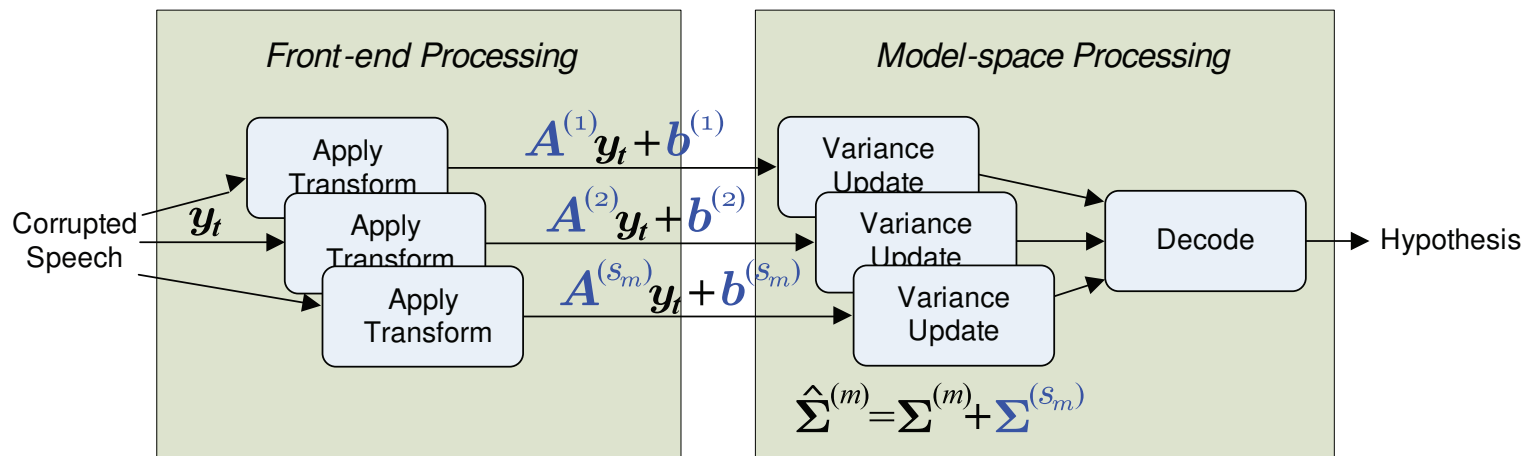 Front-end Processing
Model-space Processing
Apply
Transform
A^{(1)}y_t + b^{(1)}
Variance
Update
Corrupted
Speech
y_t
Apply
Transform
A^{(2)}y_t + b^{(2)}
Variance
Update
Decode
Hypothesis
Apply
Transform
A^{(s_m)}y_t + b^{(s_m)}
Variance
Update
Σ̂^{(m)} = Σ^{(m)} + Σ^{(s_m)}